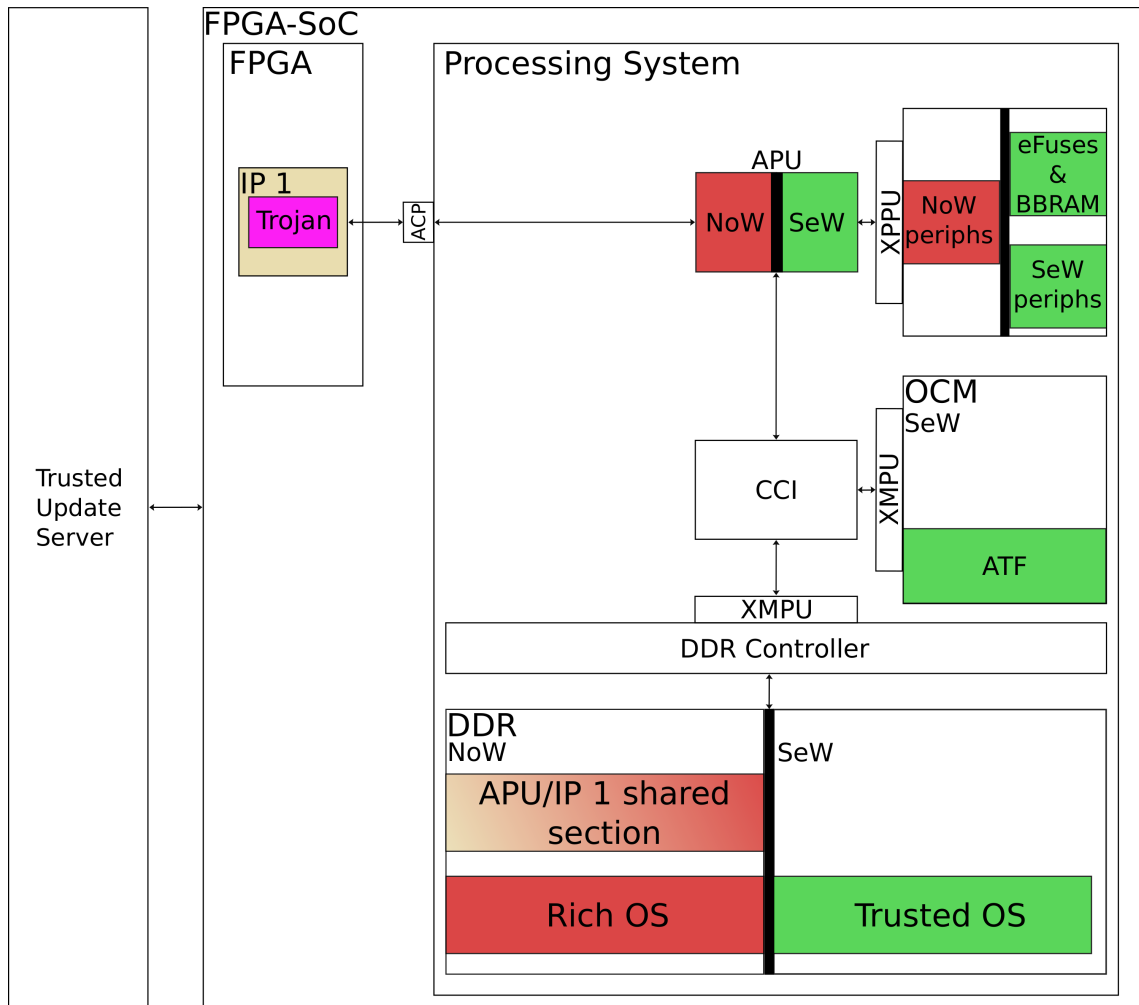 FPGA-SoC
FPGA
Processing System
IP 1
Trojan
ACP
APU
NoW
SeW
XPPU
NoW
periphs
eFuses
&
BBRAM
SeW
periphs
Trusted
Update
Server
CCI
XMPU
OCM
SeW
ATF
XMPU
DDR Controller
DDR
NoW
SeW
APU/IP 1 shared
section
Rich OS
Trusted OS